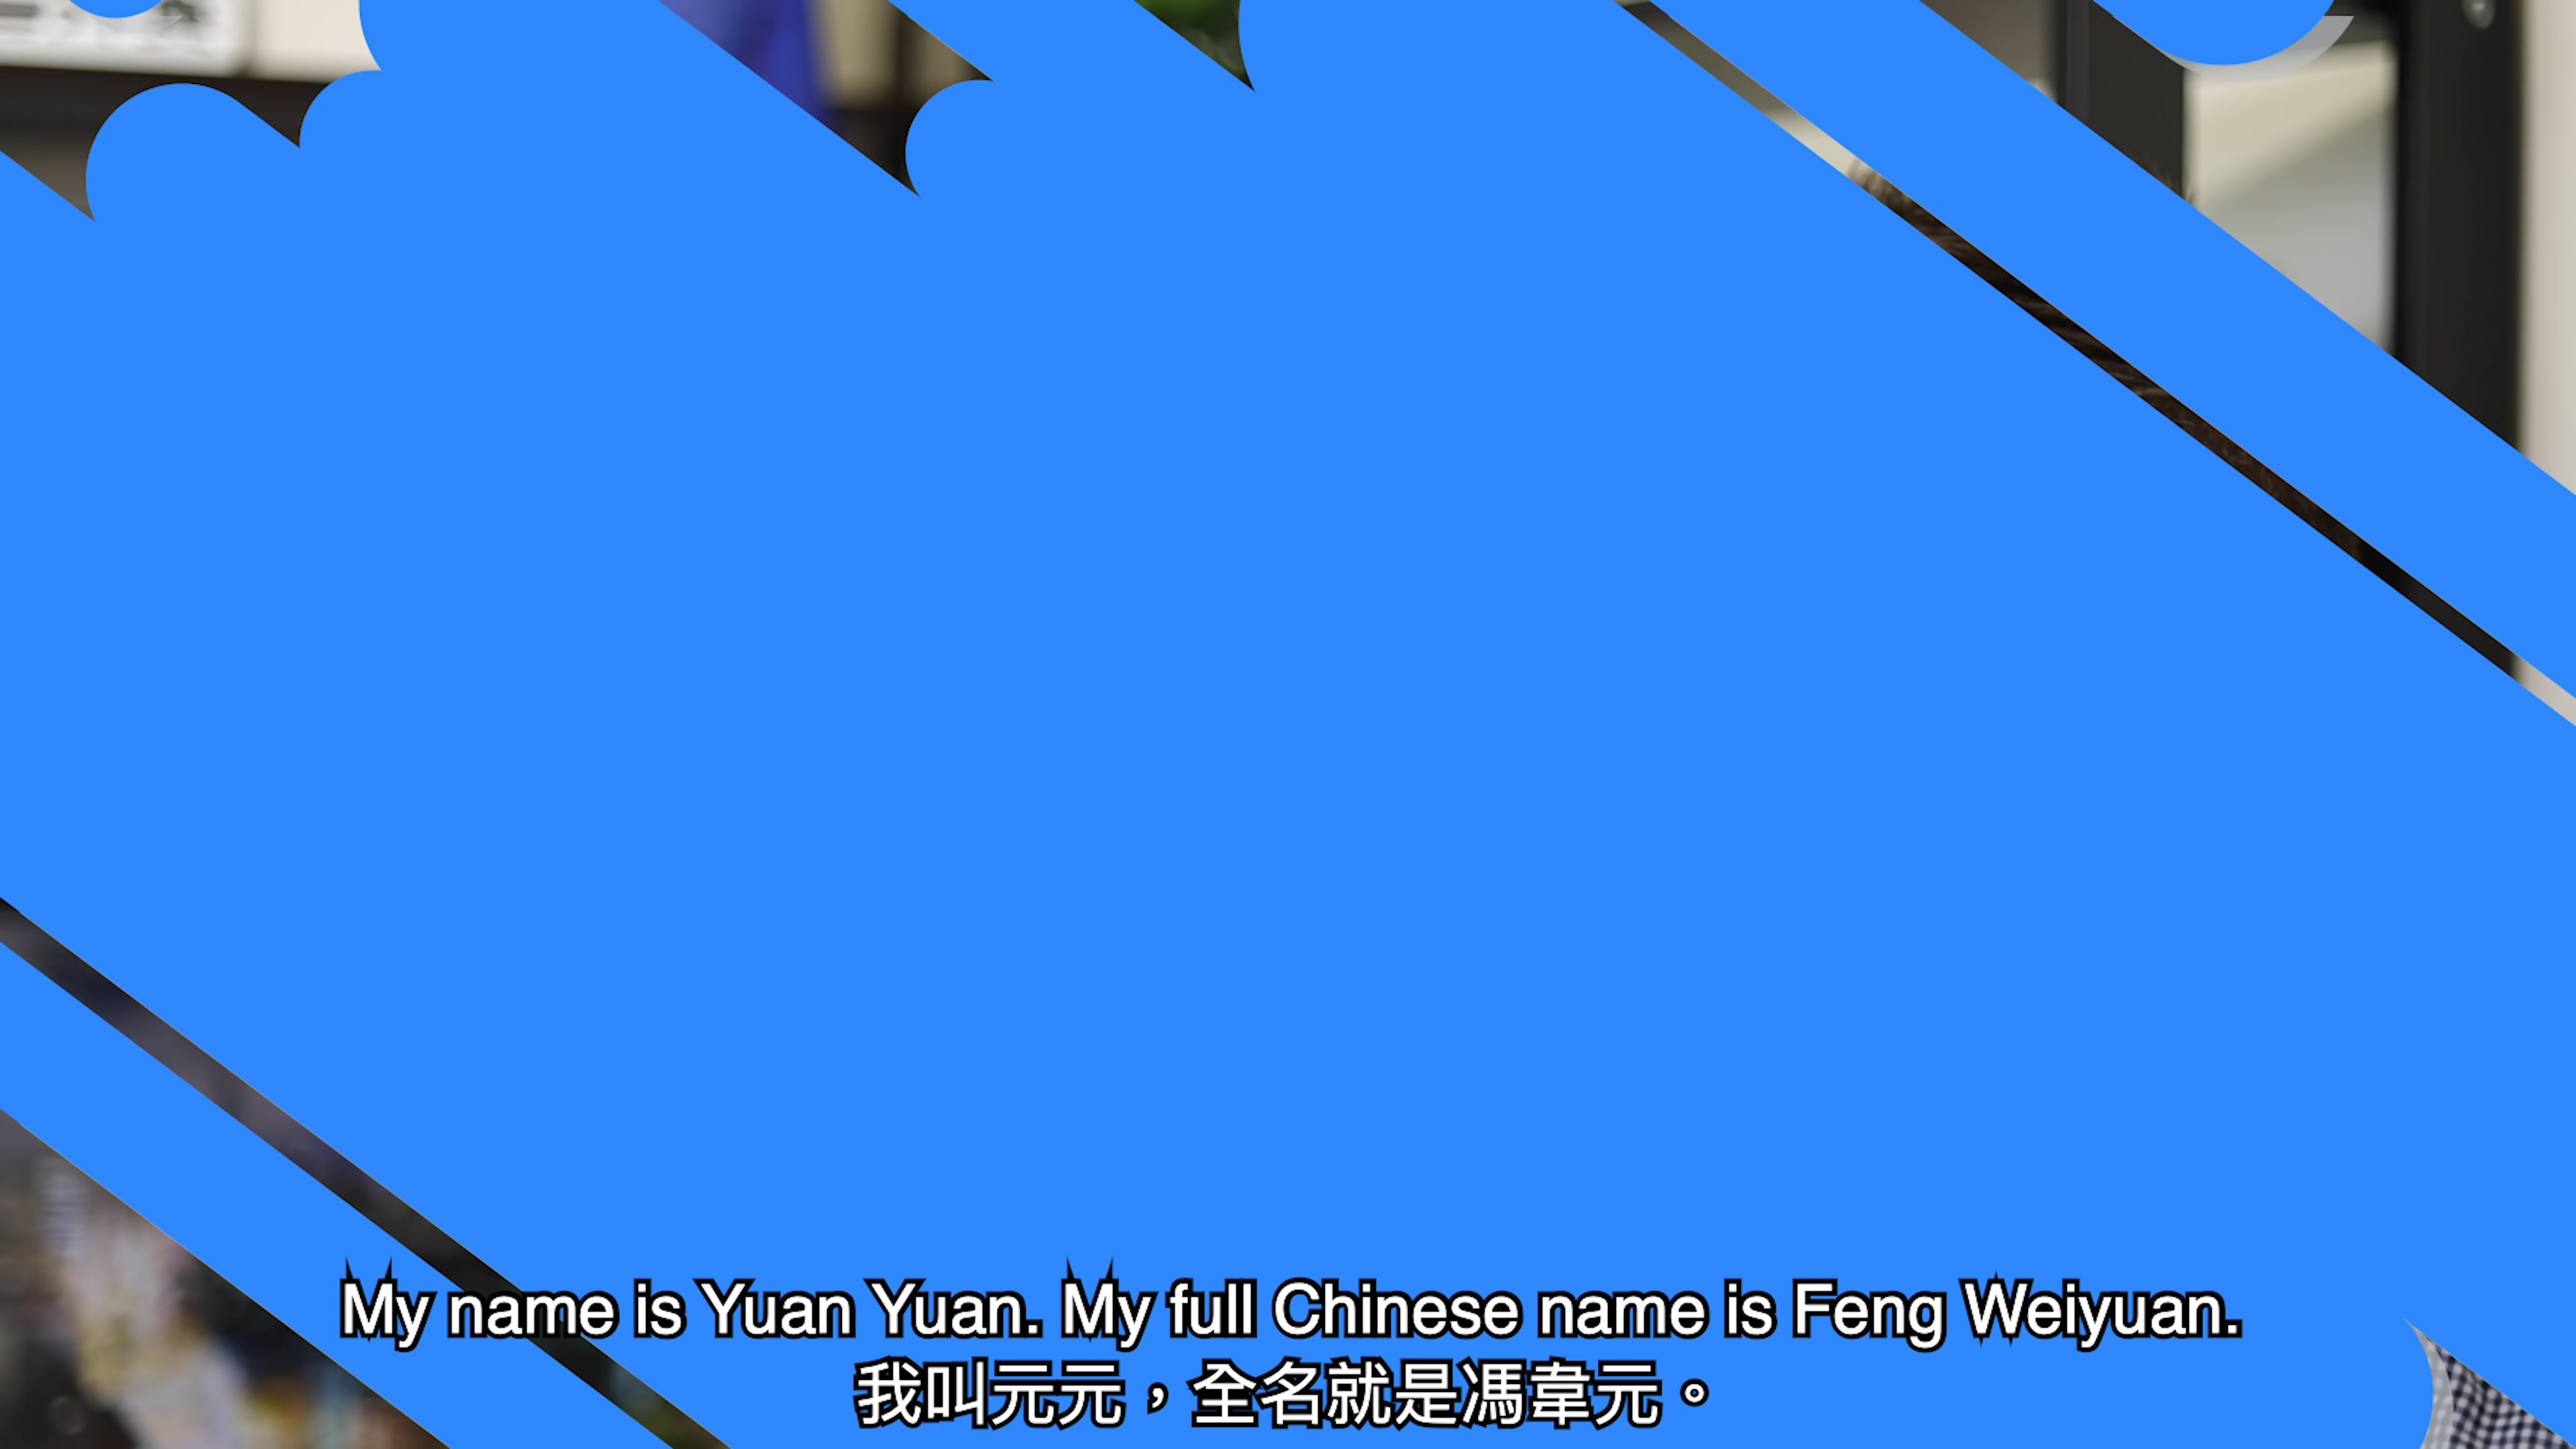 My name is Yuan Yuan. My full Chinese name is Feng Weiyuan.
我叫元元，全名就是馮韋元。